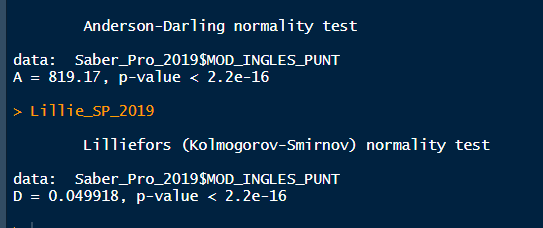 Anderson-Darling normality test
data:  Saber_Pro_2019$MOD_INGLES_PUNT
A = 819.17, p-value < 2.2e-16
> Lillie_SP_2019
Lilliefors (Kolmogorov-Smirnov) normality test
data:  Saber_Pro_2019$MOD_INGLES_PUNT
D = 0.049918, p-value < 2.2e-16